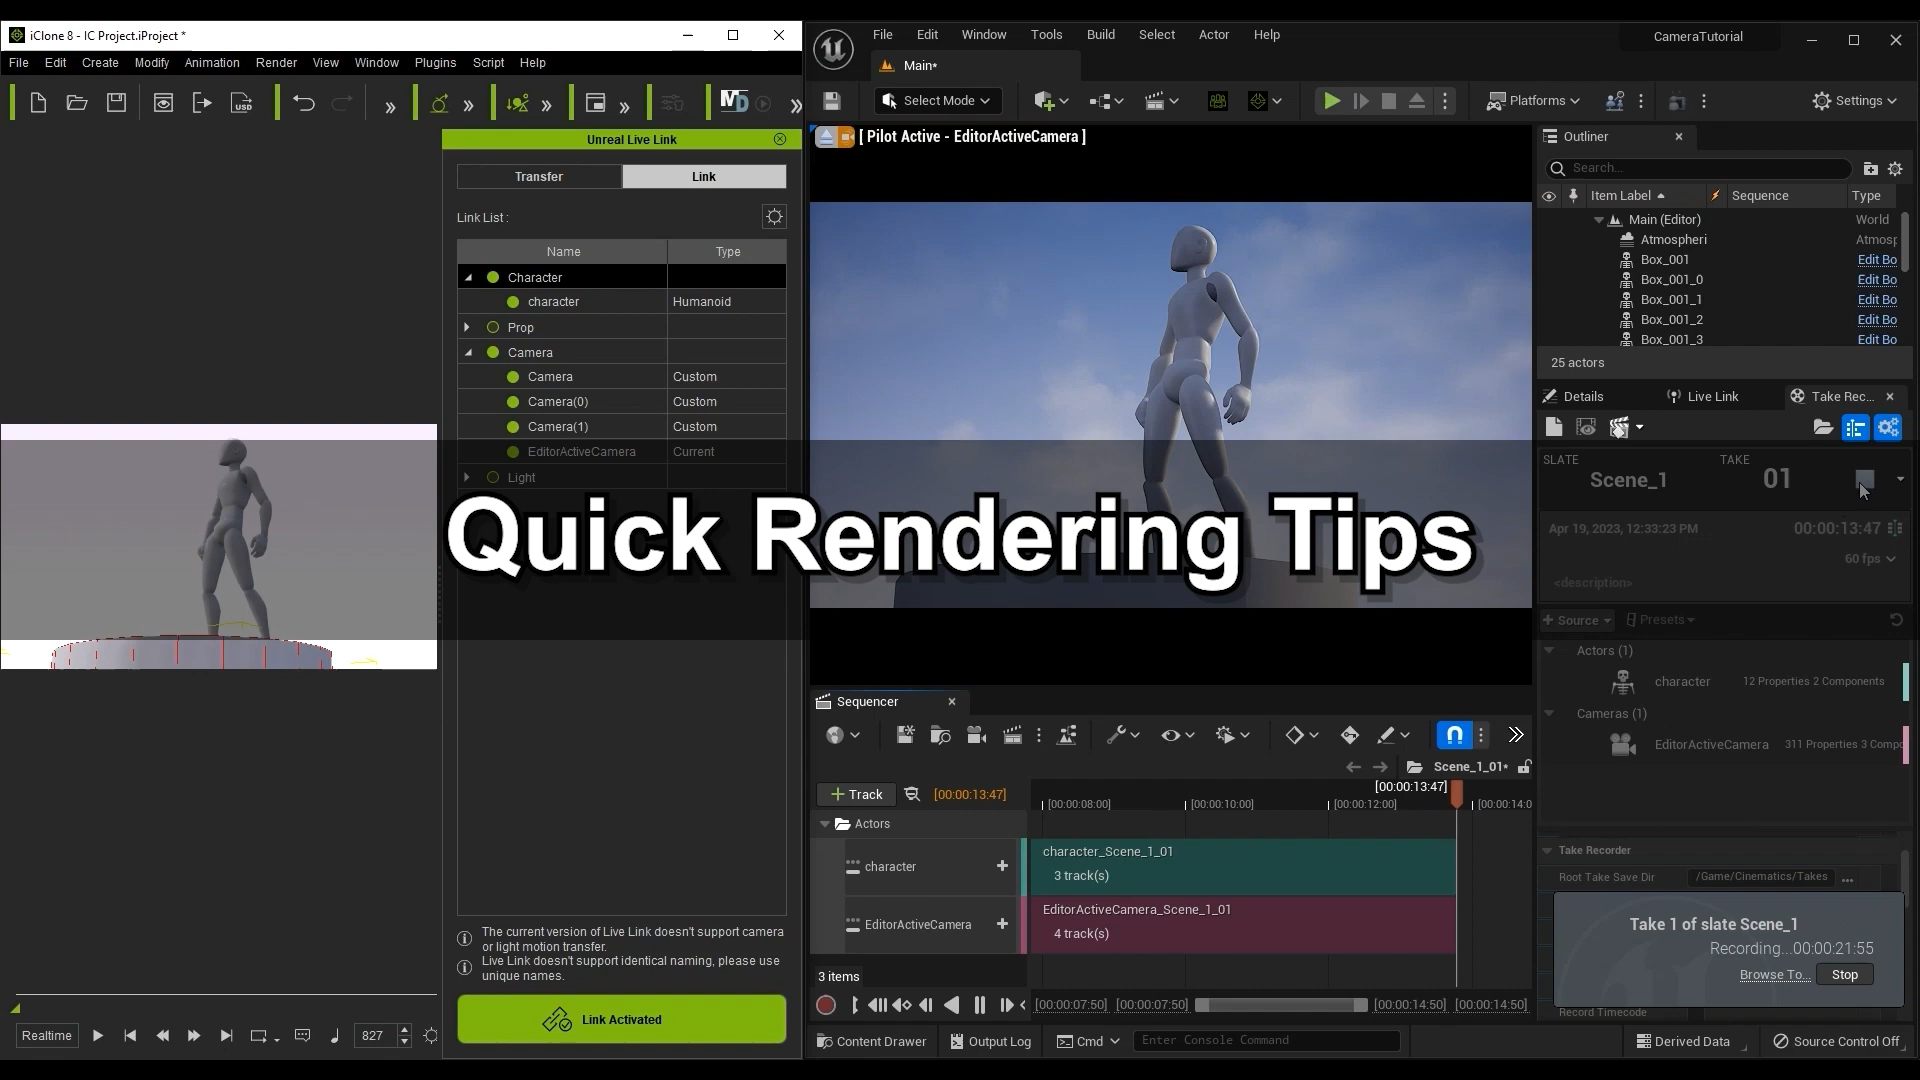 iClone 8 - IC Project.iProject *
File Edit Create Modify Animation Render View Window Plugins Script Help
USD
MD
Unreal Live Link
Transfer Link
Link List :
Name Type
Character
character Humanoid
Prop
Camera
Camera Custom
Camera(0) Custom
Camera(1) Custom
EditorActiveCamera Current
Light
The current version of Live Link doesn't support camera
or light motion transfer.
Live Link doesn't support identical naming, please use
unique names.
Link Activated
Realtime 827
File Edit Window Tools Build Select Actor Help
CameraTutorial
Main*
Select Mode Platforms Settings
[ Pilot Active - EditorActiveCamera ]
Quick Rendering Tips
Outliner
Search...
Item Label Sequence Type
Main (Editor) World
Atmospheri Atmosp
Box_001 Edit Bo
Box_001_0 Edit Bo
Box_001_1 Edit Bo
Box_001_2 Edit Bo
Box_001_3 Edit Bo
25 actors
Details Live Link Take Rec...
SLATE TAKE
Scene_1 01
Apr 19, 2023, 12:33:23 PM 00:00:13:47
60 fps
<description>
+ Source Presets
Actors (1)
character 12 Properties 2 Components
Cameras (1)
EditorActiveCamera 311 Properties 3 Compo
Take Recorder
Root Take Save Dir /Game/Cinematics/Takes ...
Take 1 of slate Scene_1
Recording...00:00:21:55
Browse To... Stop
Record Timecode
Sequencer
Scene_1_01*
+ Track [00:00:13:47]
[00:00:13:47]
[00:00:08:00] [00:00:10:00] [00:00:12:00] [00:00:14:0
Actors
character
character_Scene_1_01
3 track(s)
EditorActiveCamera
EditorActiveCamera_Scene_1_01
4 track(s)
3 items
[00:00:07:50] [00:00:07:50] [00:00:14:50] [00:00:14:50]
Content Drawer Output Log Cmd Enter Console Command Derived Data Source Control Off